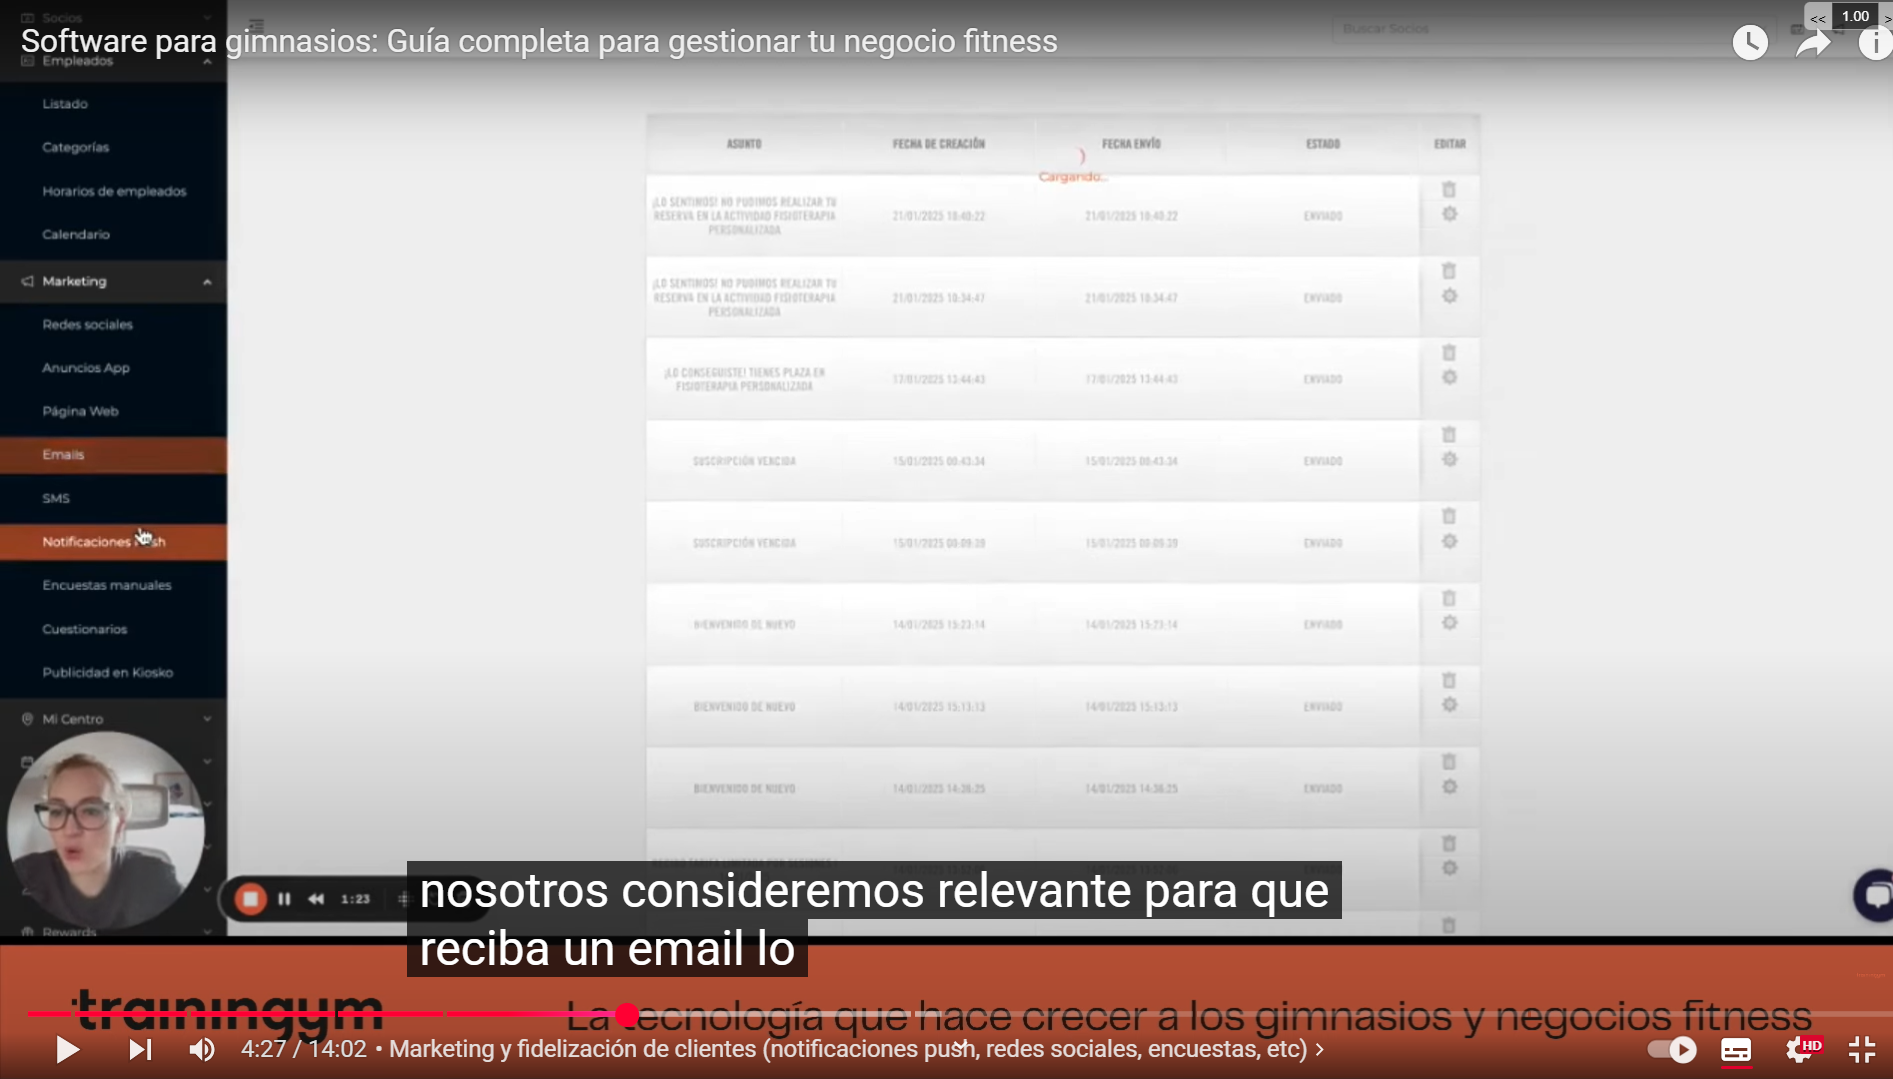 Socios
Buscar Socios
<< 1.00 >
Software para gimnasios: Guía completa para gestionar tu negocio fitness
Empleados
Listado
Categorías
Horarios de empleados
Calendario
Marketing
Redes sociales
Anuncios App
Página Web
Emails
SMS
Notificaciones
Encuestas manuales
Cuestionarios
Publicidad en Kiosko
Mi Centro
Rewards
ASUNTO FECHA DE CREACIÓN FECHA ENVÍO ESTADO EDITAR
Cargando...
¡LO SENTIMOS! NO PUDIMOS REALIZAR TU
RESERVA EN LA ACTIVIDAD FISIOTERAPIA
PERSONALIZADA
21/01/2025 18:40:22 21/01/2025 18:40:22 ENVIADO
¡LO SENTIMOS! NO PUDIMOS REALIZAR TU
RESERVA EN LA ACTIVIDAD FISIOTERAPIA
PERSONALIZADA
21/01/2025 18:34:47 21/01/2025 18:34:47 ENVIADO
¡LO CONSEGUISTE! TIENES PLAZA EN
FISIOTERAPIA PERSONALIZADA
17/01/2025 13:44:43 17/01/2025 13:44:43 ENVIADO
SUSCRIPCIÓN VENCIDA 15/01/2025 00:43:34 15/01/2025 00:43:34 ENVIADO
SUSCRIPCIÓN VENCIDA 15/01/2025 15/01/2025 ENVIADO
BIENVENIDO DE NUEVO 14/01/2025 15:23:14 14/01/2025 15:23:14 ENVIADO
BIENVENIDO DE NUEVO 14/01/2025 15:13:13 14/01/2025 15:13:13 ENVIADO
BIENVENIDO DE NUEVO 14/01/2025 14:36:25 14/01/2025 14:36:25 ENVIADO
1:23
nosotros consideremos relevante para que
reciba un email lo
trainingym La tecnología que hace crecer a los gimnasios y negocios fitness
4:27 / 14:02 • Marketing y fidelización de clientes (notificaciones push, redes sociales, encuestas, etc) >
HD